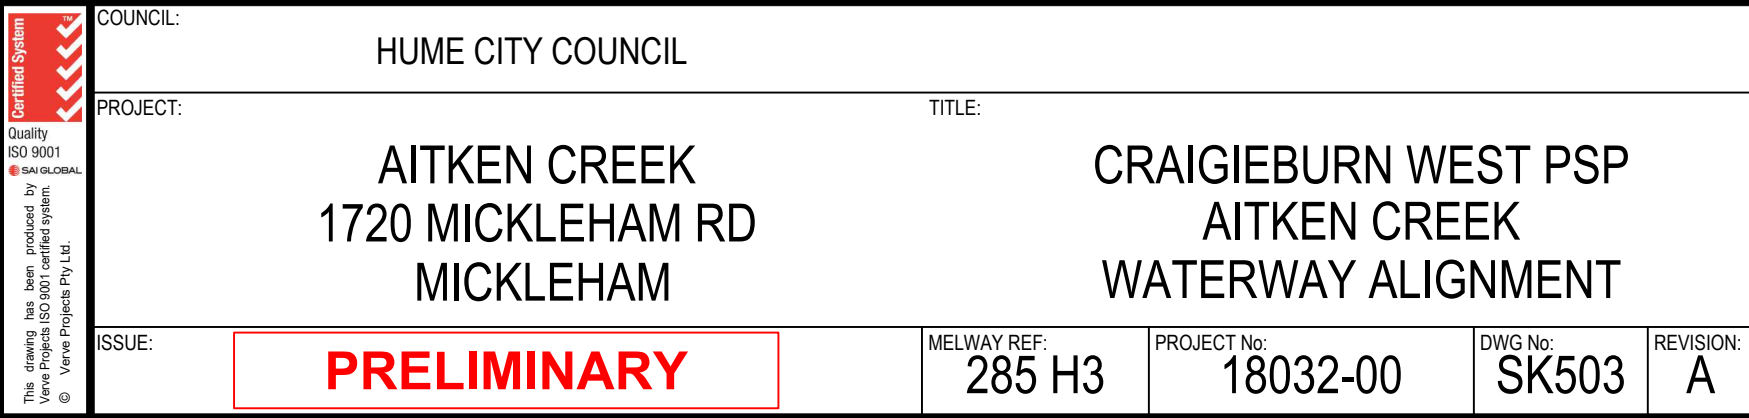 Certified System
TM
Quality
ISO 9001
SAI GLOBAL
This drawing has been produced by
Verve Projects ISO 9001 certified system.
© Verve Projects Pty Ltd.
COUNCIL:
HUME CITY COUNCIL
PROJECT:
AITKEN CREEK
1720 MICKLEHAM RD
MICKLEHAM
TITLE:
CRAIGIEBURN WEST PSP
AITKEN CREEK
WATERWAY ALIGNMENT
ISSUE:
PRELIMINARY
MELWAY REF:
285 H3
PROJECT No:
18032-00
DWG No:
SK503
REVISION:
A